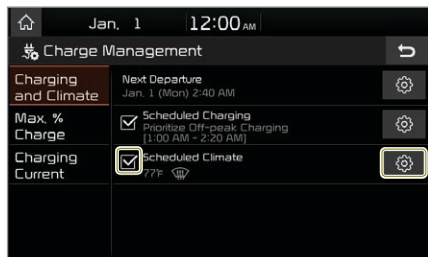 Jan. 1 12:00 AM
Charge Management
Charging and Climate
Next Departure
Jan. 1 (Mon) 2:40 AM
Max. % Charge
Scheduled Charging
Prioritize Off-peak Charging
[1:00 AM - 2:20 AM]
Charging Current
Scheduled Climate
77°F